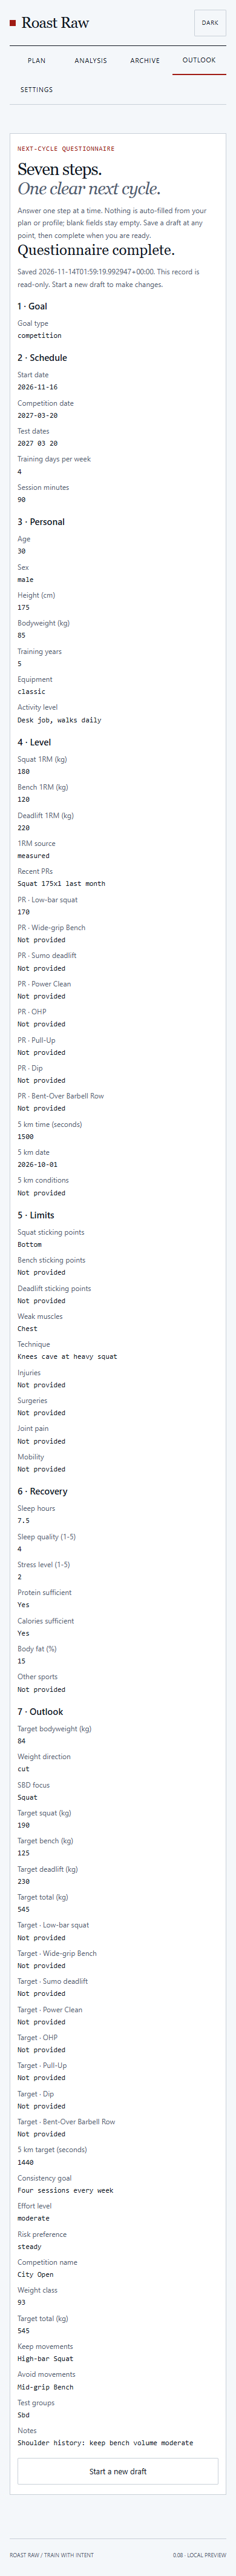 Roast Raw
DARK
PLAN
ANALYSIS
ARCHIVE
OUTLOOK
SETTINGS
NEXT-CYCLE QUESTIONNAIRE
Seven steps.
One clear next cycle.
Answer one step at a time. Nothing is auto-filled from your
plan or profile; blank fields stay empty. Save a draft at any
point, then complete when you are ready.
Questionnaire complete.
Saved 2026-11-14T01:59:19.992947+00:00. This record is
read-only. Start a new draft to make changes.
1 · Goal
Goal type
competition
2 · Schedule
Start date
2026-11-16
Competition date
2027-03-20
Test dates
2027 03 20
Training days per week
4
Session minutes
90
3 · Personal
Age
30
Sex
male
Height (cm)
175
Bodyweight (kg)
85
Training years
5
Equipment
classic
Activity level
Desk job, walks daily
4 · Level
Squat 1RM (kg)
180
Bench 1RM (kg)
120
Deadlift 1RM (kg)
220
1RM source
measured
Recent PRs
Squat 175x1 last month
PR · Low-bar squat
170
PR · Wide-grip Bench
Not provided
PR · Sumo deadlift
Not provided
PR · Power Clean
Not provided
PR · OHP
Not provided
PR · Pull-Up
Not provided
PR · Dip
Not provided
PR · Bent-Over Barbell Row
Not provided
5 km time (seconds)
1500
5 km date
2026-10-01
5 km conditions
Not provided
5 · Limits
Squat sticking points
Bottom
Bench sticking points
Not provided
Deadlift sticking points
Not provided
Weak muscles
Chest
Technique
Knees cave at heavy squat
Injuries
Not provided
Surgeries
Not provided
Joint pain
Not provided
Mobility
Not provided
6 · Recovery
Sleep hours
7.5
Sleep quality (1-5)
4
Stress level (1-5)
2
Protein sufficient
Yes
Calories sufficient
Yes
Body fat (%)
15
Other sports
Not provided
7 · Outlook
Target bodyweight (kg)
84
Weight direction
cut
SBD focus
Squat
Target squat (kg)
190
Target bench (kg)
125
Target deadlift (kg)
230
Target total (kg)
545
Target · Low-bar squat
Not provided
Target · Wide-grip Bench
Not provided
Target · Sumo deadlift
Not provided
Target · Power Clean
Not provided
Target · OHP
Not provided
Target · Pull-Up
Not provided
Target · Dip
Not provided
Target · Bent-Over Barbell Row
Not provided
5 km target (seconds)
1440
Consistency goal
Four sessions every week
Effort level
moderate
Risk preference
steady
Competition name
City Open
Weight class
93
Target total (kg)
545
Keep movements
High-bar Squat
Avoid movements
Mid-grip Bench
Test groups
Sbd
Notes
Shoulder history: keep bench volume moderate
Start a new draft
ROAST RAW / TRAIN WITH INTENT
0.08 · LOCAL PREVIEW